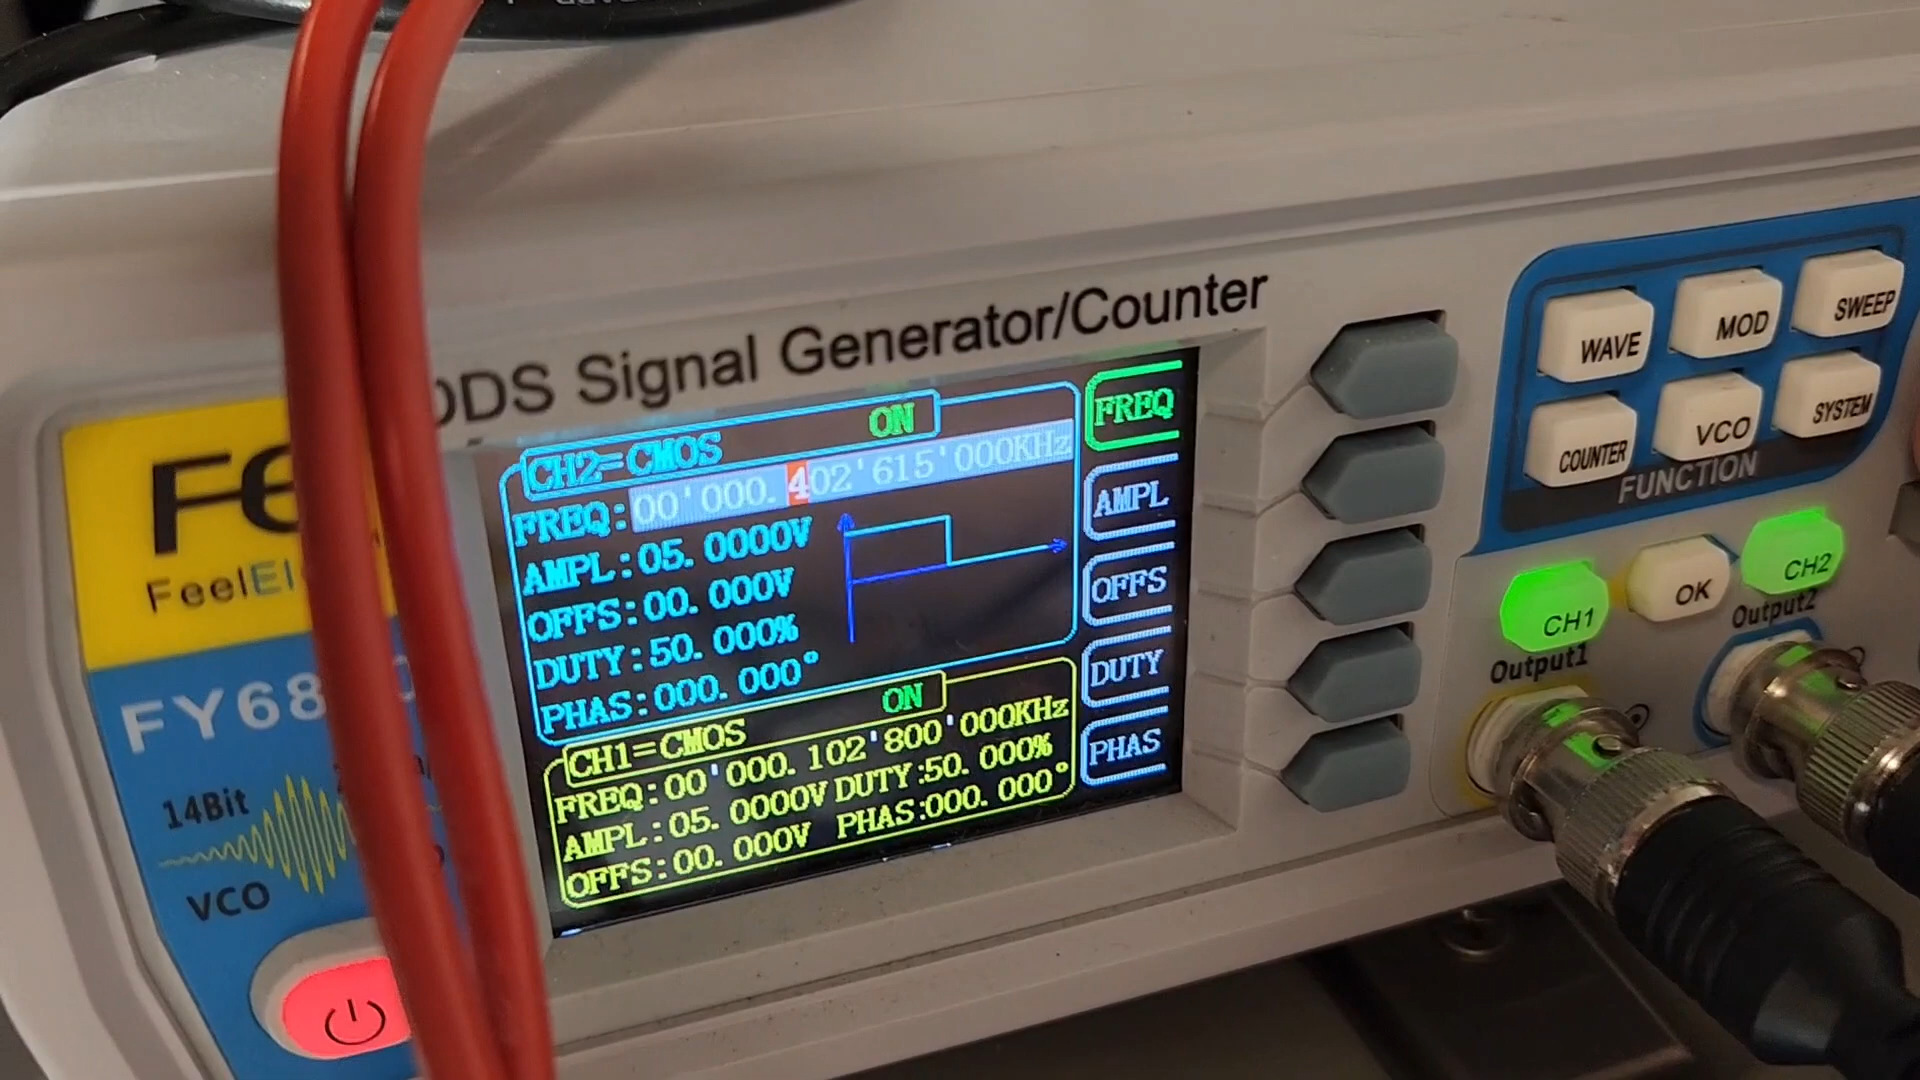 DDS Signal Generator/Counter
CH2=CMOS ON
FREQ:00'000.402'615'000KHz
AMPL:05.0000V
OFFS:00.000V
DUTY:50.000%
PHAS:000.000°
CH1=CMOS ON
FREQ:00'000.102'800'000KHz
AMPL:05.0000V DUTY:50.000%
OFFS:00.000V PHAS:000.000°
FREQ
AMPL
OFFS
DUTY
PHAS
14Bit
VCO
WAVE MOD SWEEP
COUNTER VCO SYSTEM
FUNCTION
CH1 OK CH2
Output1 Output2